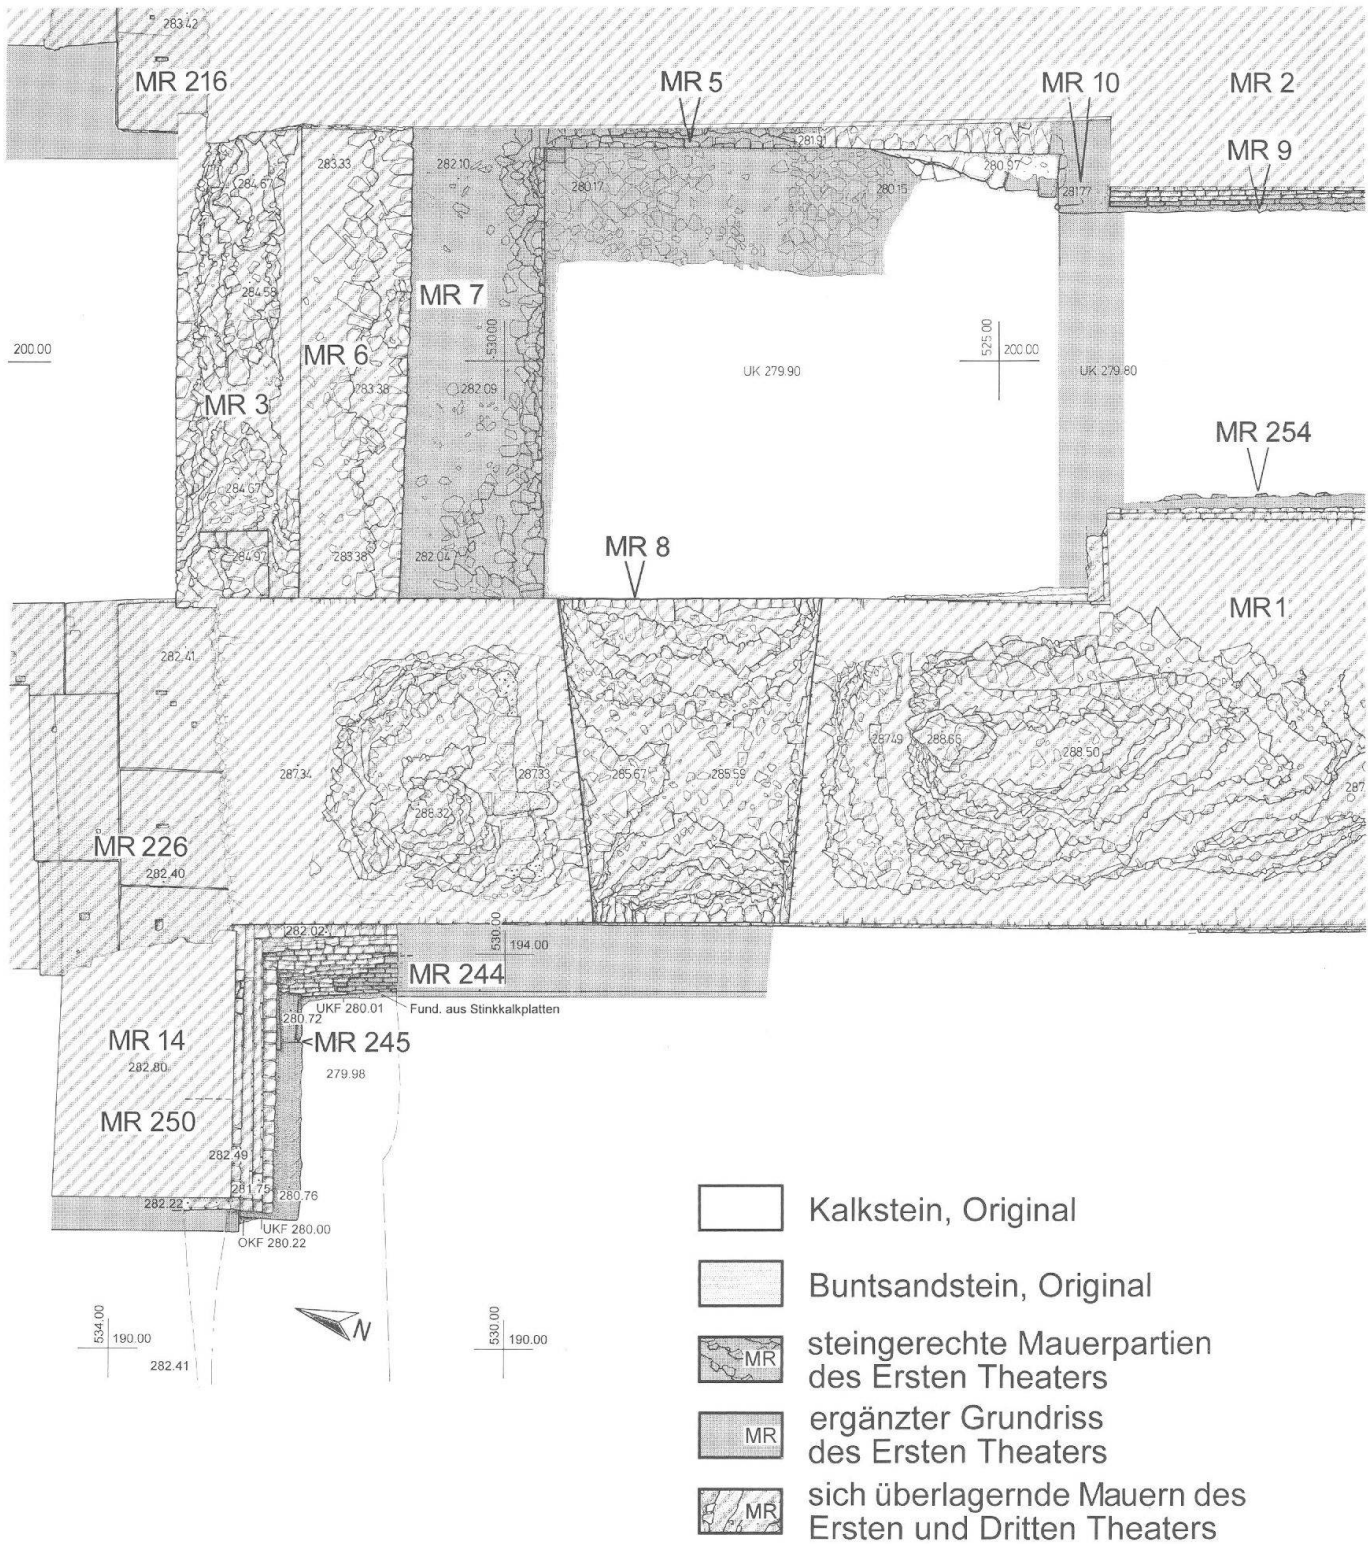 283.42
MR 216
MR 5
MR 10
MR 2
MR 9
284.67
283.33
282.10
280.17
281.91
280.15
280.97
281.77
284.59
MR 7
530.00
525.00
200.00
200.00
MR 6
UK 279.90
UK 279.80
283.38
282.09
MR 3
MR 254
284.67
284.97
283.38
282.04
MR 8
MR 1
282.41
287.34
287.33
285.67
285.59
287.49
288.66
288.50
287
288.32
MR 226
282.40
282.02
530.00
194.00
MR 244
UKF 280.01
Fund. aus Stinkkalkplatten
280.72
MR 14
MR 245
282.80
279.98
MR 250
282.49
281.75
280.76
282.22
UKF 280.00
OKF 280.22
Kalkstein, Original
Buntsandstein, Original
N
534.00
190.00
530.00
190.00
282.41
MR
steingerechte Mauerpartien
des Ersten Theaters
MR
ergänzter Grundriss
des Ersten Theaters
MR
sich überlagernde Mauern des
Ersten und Dritten Theaters